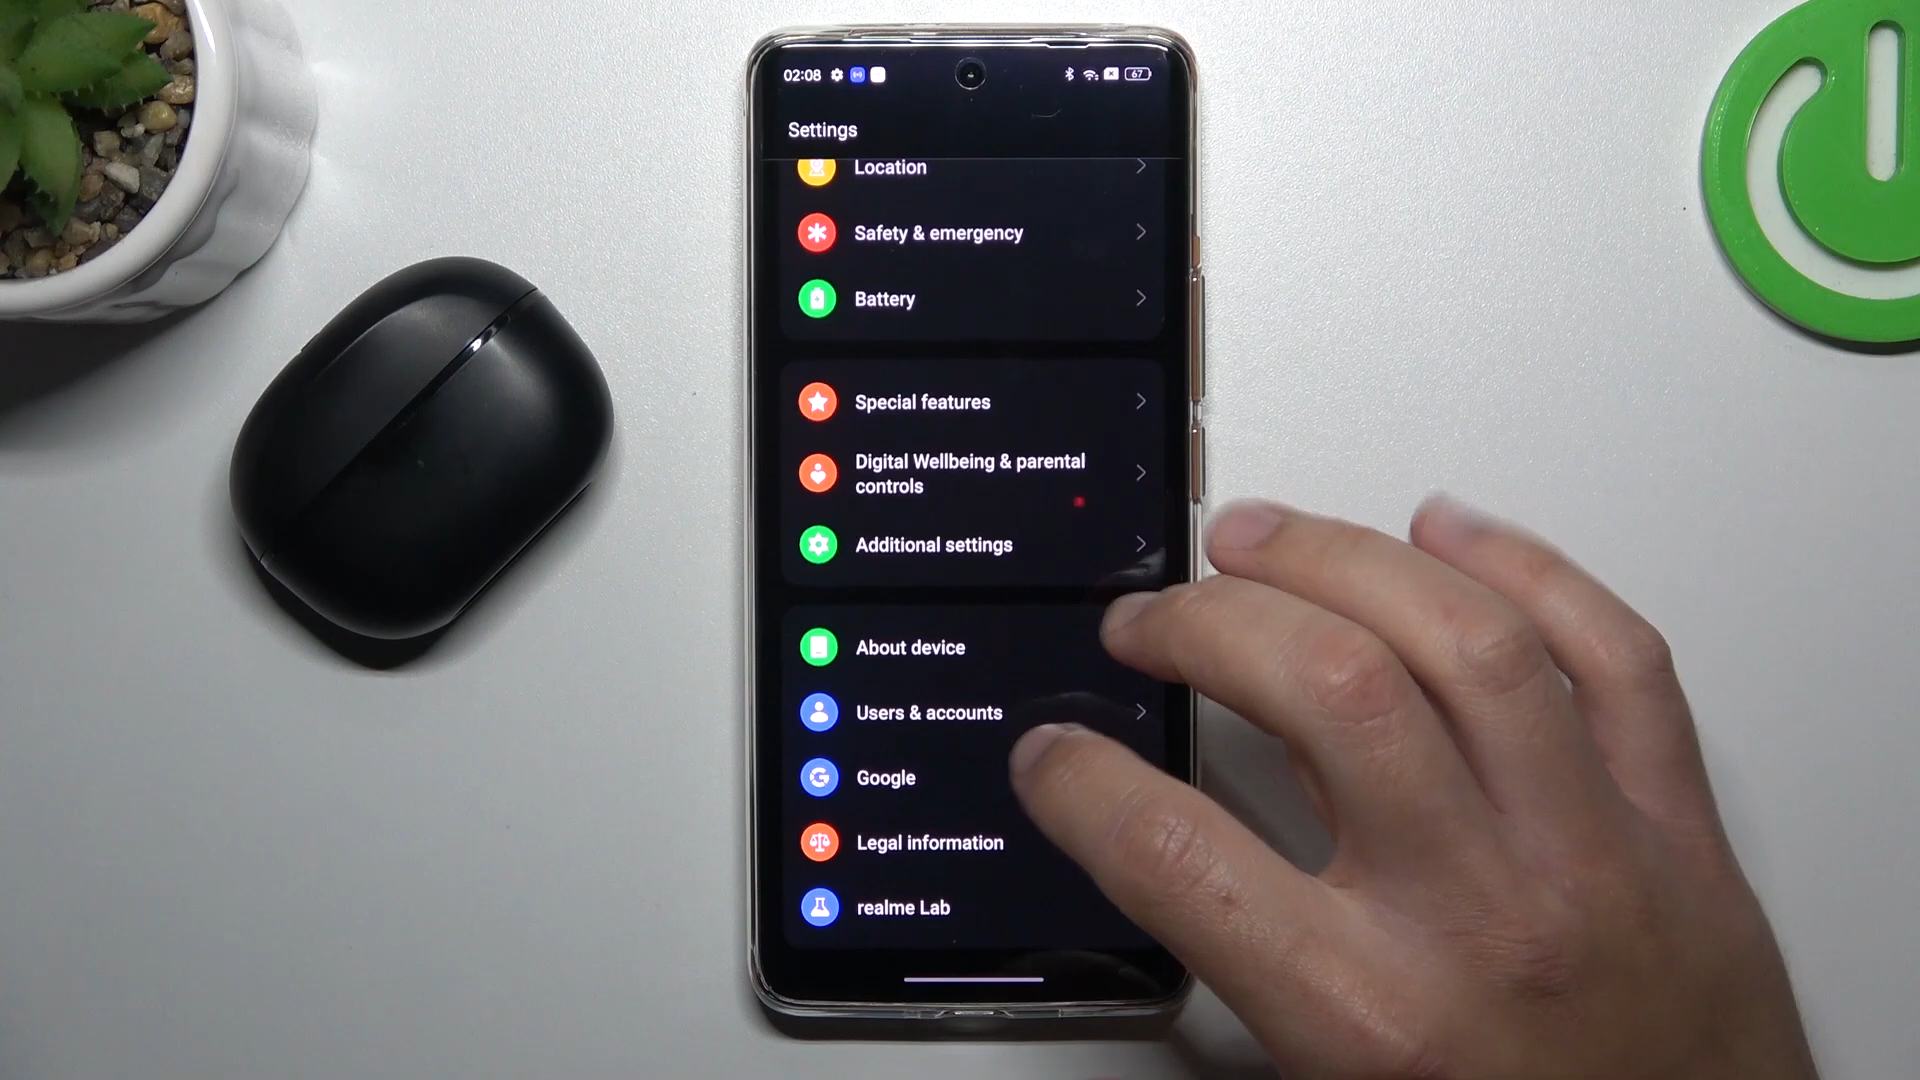 02:08
67
Settings
Location
Safety & emergency
Battery
Special features
Digital Wellbeing & parental
controls
Additional settings
About device
Users & accounts
Google
Legal information
realme Lab